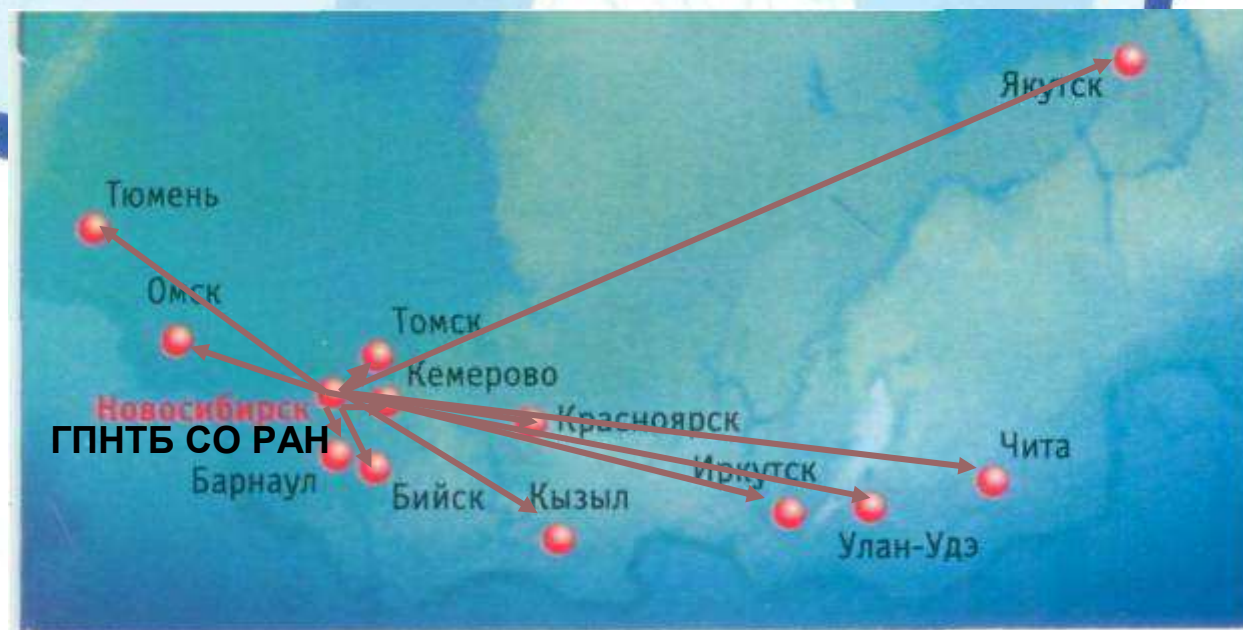 Якутск
Тюмень
Омск
Томск
Кемерово
Новосибирск
Красноярск
ГПНТБ СО РАН
Чита
Иркутск
Барнаул
Бийск
Кызыл
Улан-Удэ